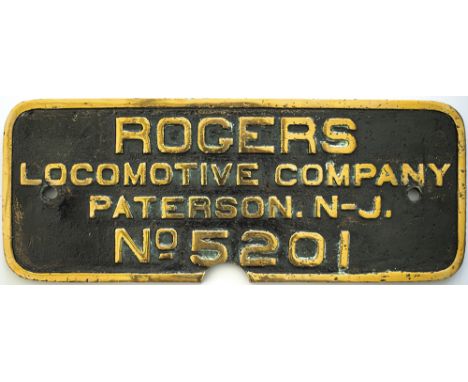 ROGERS
LOCOMOTIVE COMPANY
PATERSON. N-J.
No 5201